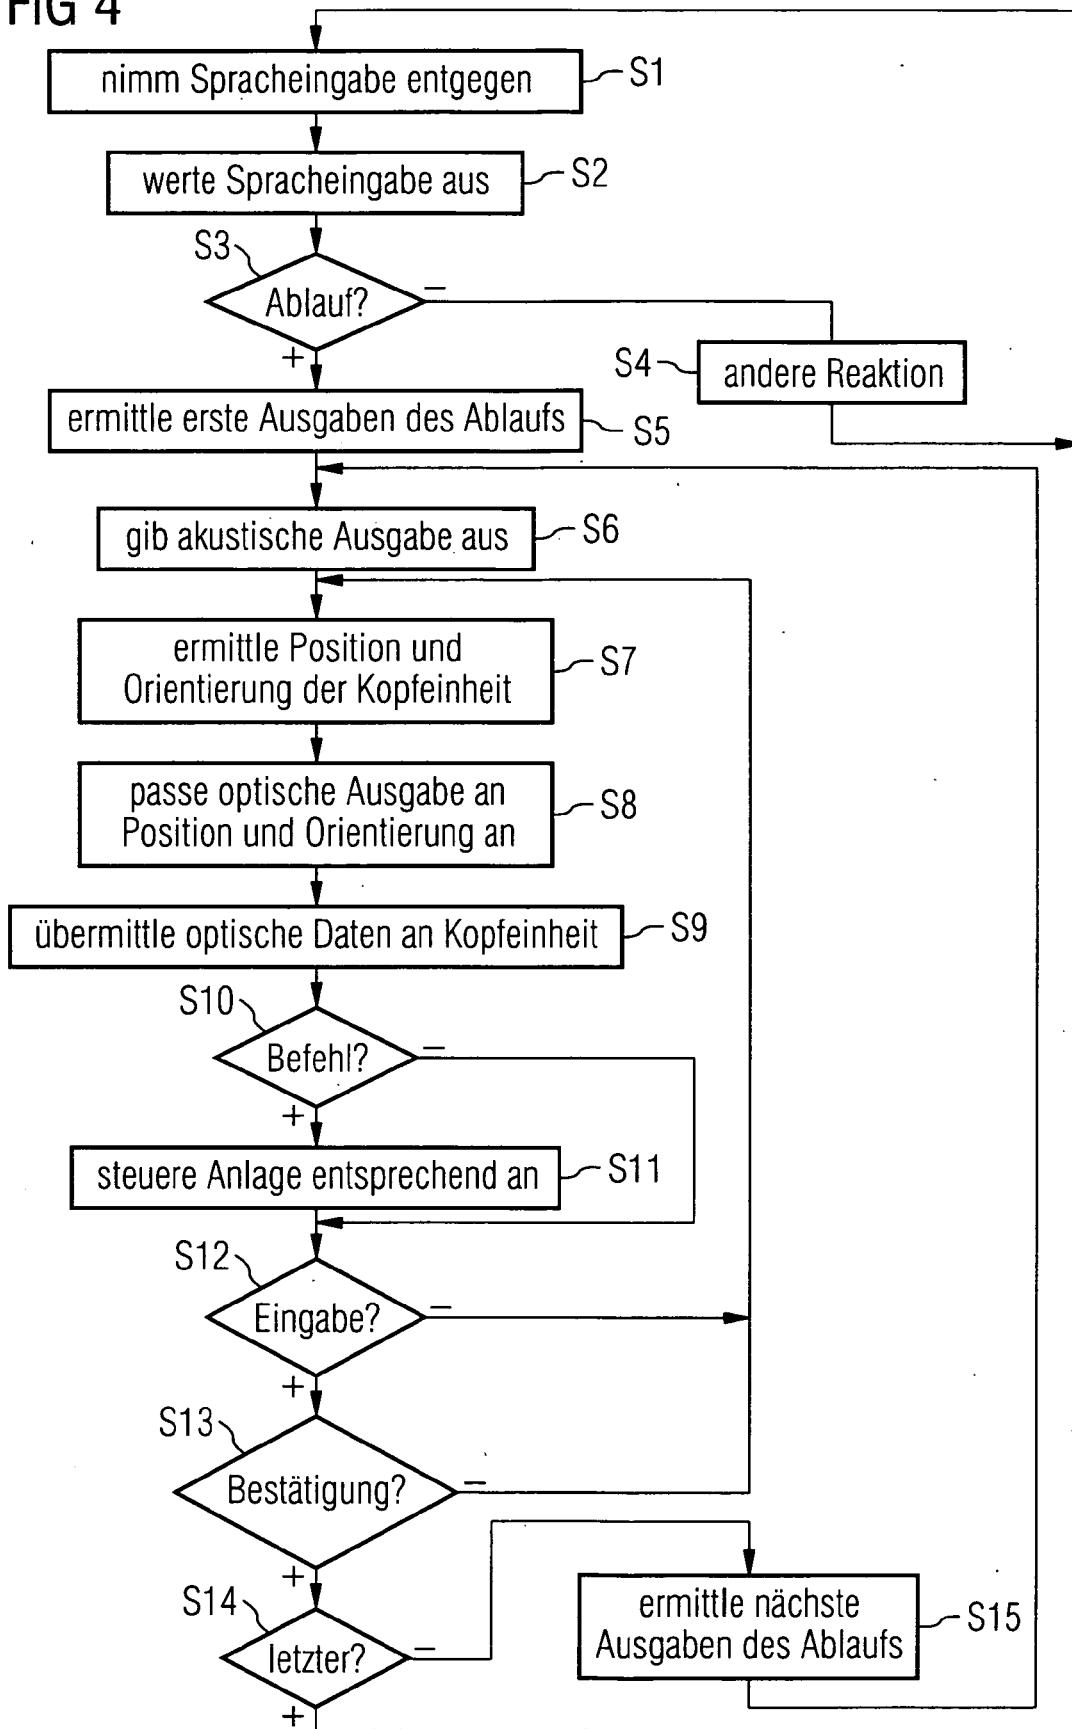 FIG 4
nimm Spracheingabe entgegen
S1
werte Spracheingabe aus
S2
S3
Ablauf?
–
+
S4
andere Reaktion
ermittle erste Ausgaben des Ablaufs
S5
gib akustische Ausgabe aus
S6
ermittle Position und
Orientierung der Kopfeinheit
S7
passe optische Ausgabe an
Position und Orientierung an
S8
übermittle optische Daten an Kopfeinheit
S9
S10
Befehl?
–
+
steuere Anlage entsprechend an
S11
S12
Eingabe?
–
+
S13
Bestätigung?
–
+
S14
letzter?
–
+
ermittle nächste
Ausgaben des Ablaufs
S15